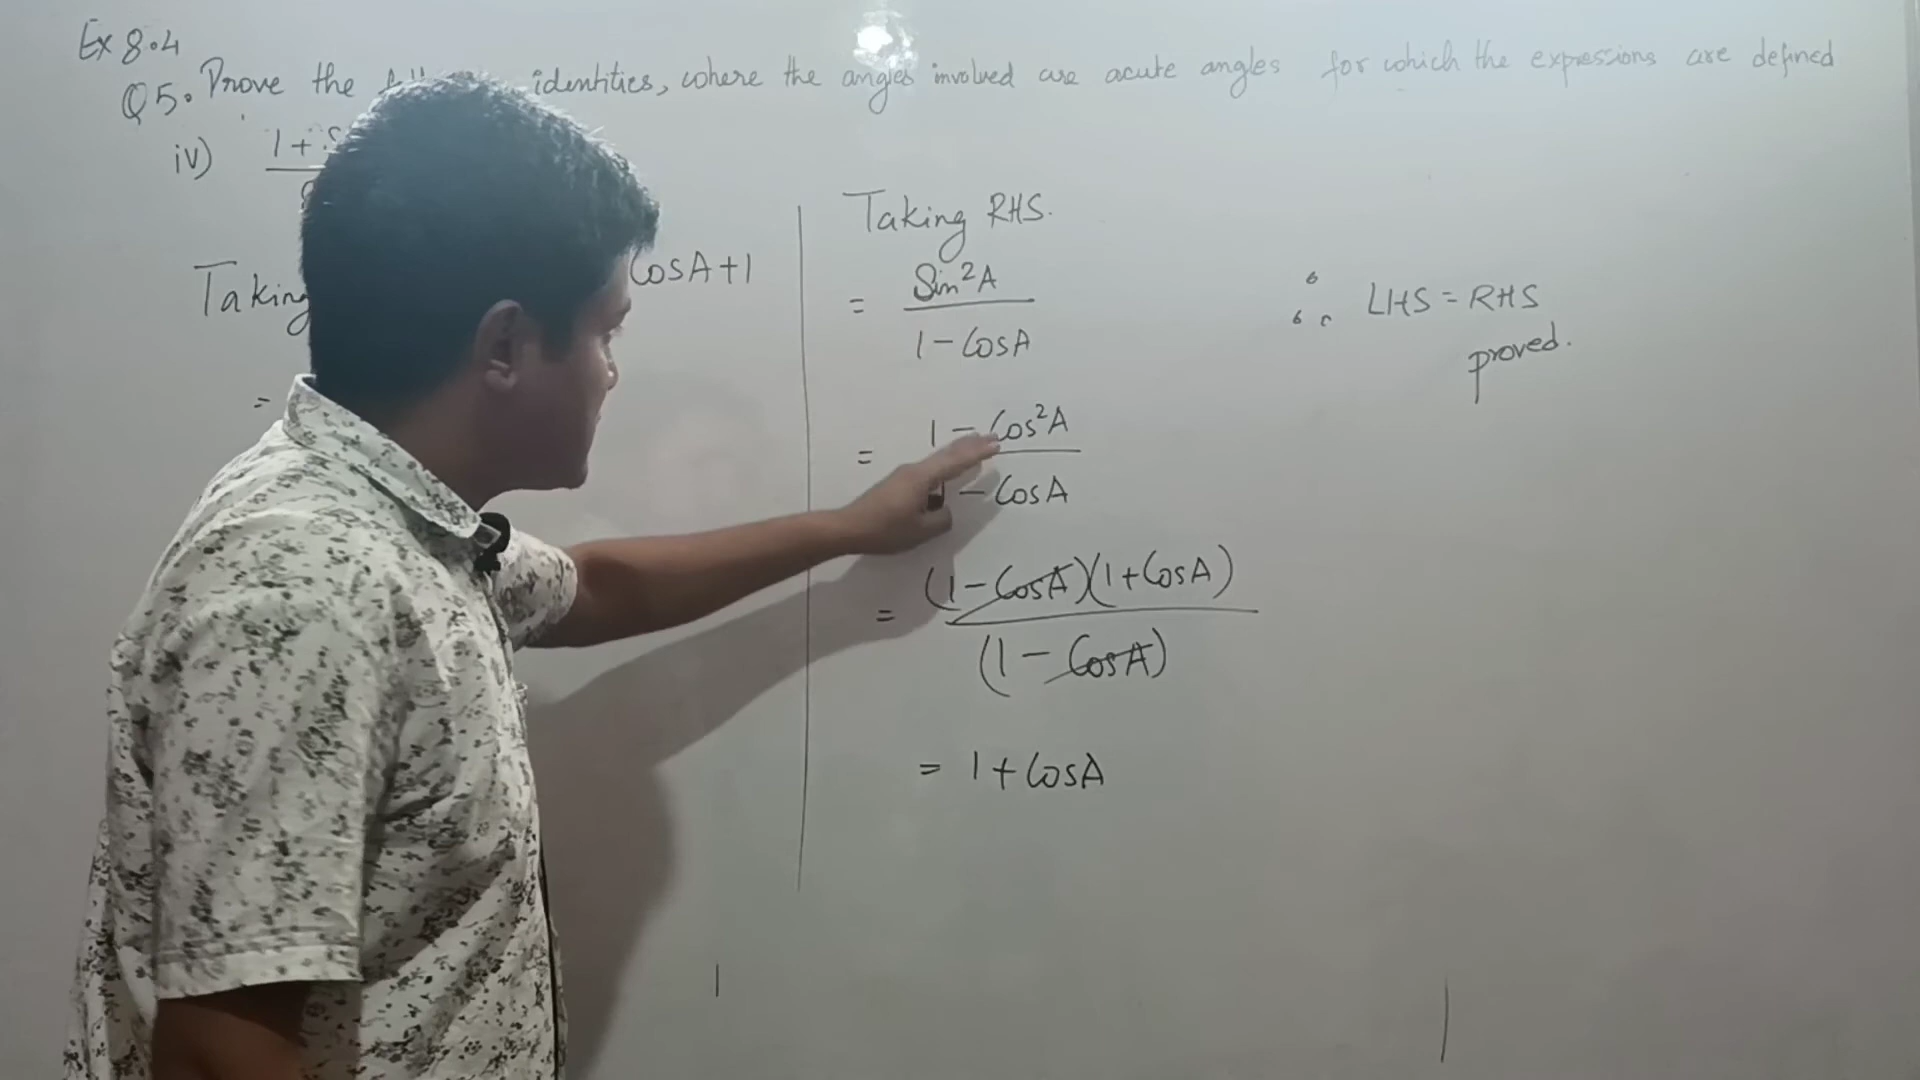 Ex 8.4
Q5. Prove the identities, where the angles involved are acute angles for which the expressions are defined
iv) 1 +
Taking
CosA+1
=
Taking RHS.
= Sin²A
1 - CosA
= 1 - Cos²A
1 - CosA
= (1 - CosA)(1+CosA)
(1 - CosA)
= 1 + CosA
∴ LHS = RHS
proved.